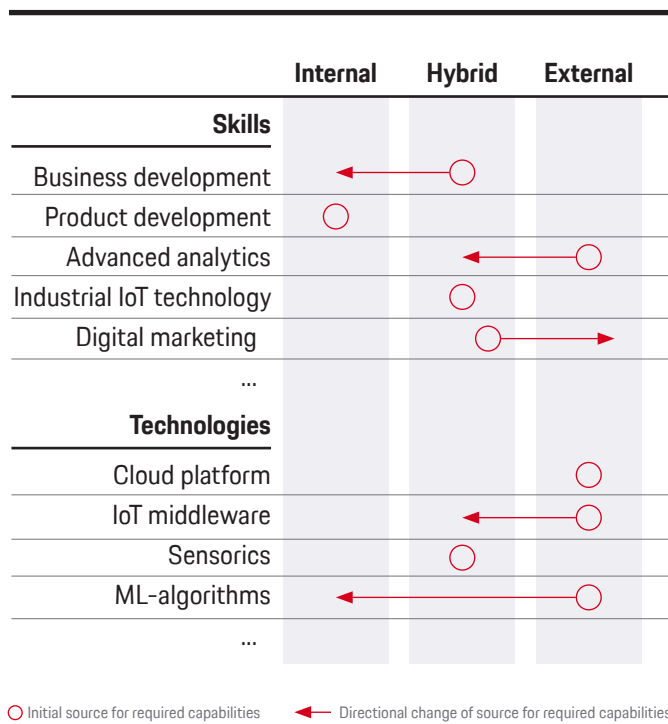 Internal Hybrid External
Skills
Business development
Product development
Advanced analytics
Industrial IoT technology
Digital marketing
...
Technologies
Cloud platform
IoT middleware
Sensorics
ML-algorithms
...
Initial source for required capabilities Directional change of source for required capabilities